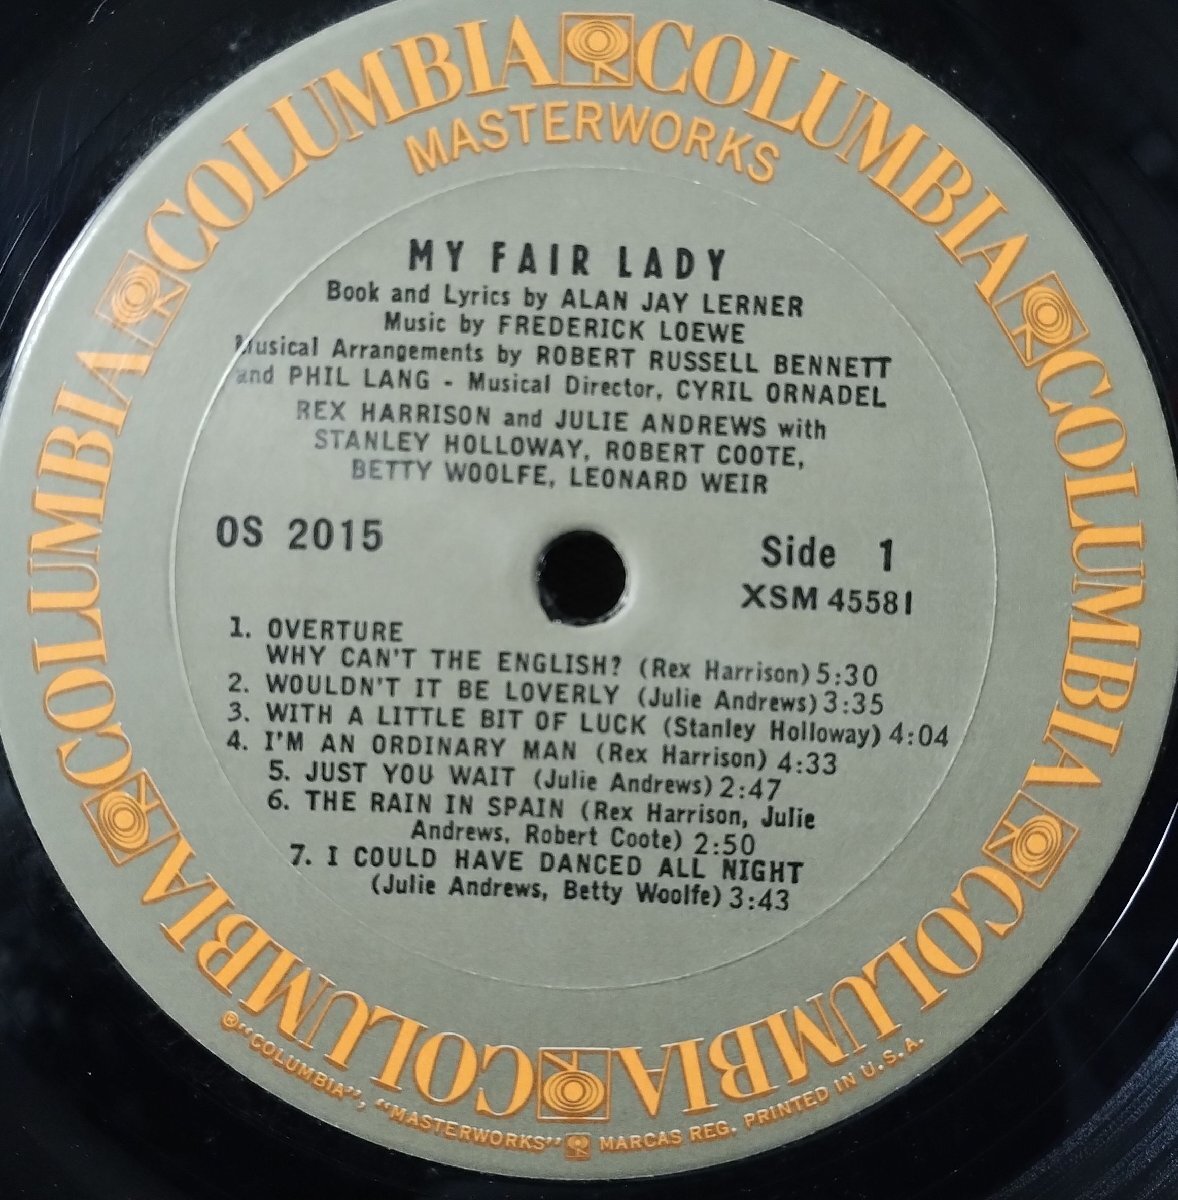 COLUMBIA COLUMBIA COLUMBIA COLUMBIA COLUMBIA COLUMBIA
MASTERWORKS
MY FAIR LADY
Book and Lyrics by ALAN JAY LERNER
Music by FREDERICK LOEWE
Musical Arrangements by ROBERT RUSSELL BENNETT
and PHIL LANG - Musical Director, CYRIL ORNADEL
REX HARRISON and JULIE ANDREWS with
STANLEY HOLLOWAY, ROBERT COOTE,
BETTY WOOLFE, LEONARD WEIR
OS 2015
Side 1
XSM 45581
1. OVERTURE
WHY CAN'T THE ENGLISH? (Rex Harrison) 5:30
2. WOULDN'T IT BE LOVERLY (Julie Andrews) 3:35
3. WITH A LITTLE BIT OF LUCK (Stanley Holloway) 4:04
4. I'M AN ORDINARY MAN (Rex Harrison) 4:33
5. JUST YOU WAIT (Julie Andrews) 2:47
6. THE RAIN IN SPAIN (Rex Harrison, Julie
Andrews, Robert Coote) 2:50
7. I COULD HAVE DANCED ALL NIGHT
(Julie Andrews, Betty Woolfe) 3:43
® "COLUMBIA", "MASTERWORKS" MARCAS REG. PRINTED IN U.S.A.